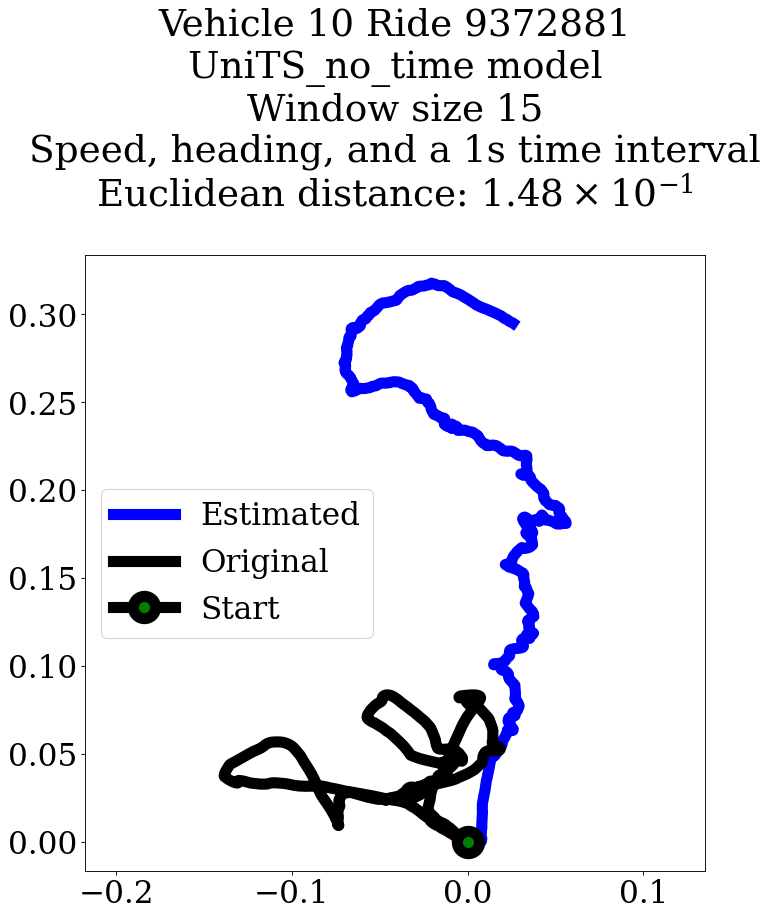 Vehicle 10 Ride 9372881
UniTS_no_time model
Window size 15
Speed, heading, and a 1s time interval
Euclidean distance: 1.48 × 10⁻¹
0.30
0.25
0.20
0.15
0.10
0.05
0.00
Estimated
Original
Start
−0.2
−0.1
0.0
0.1